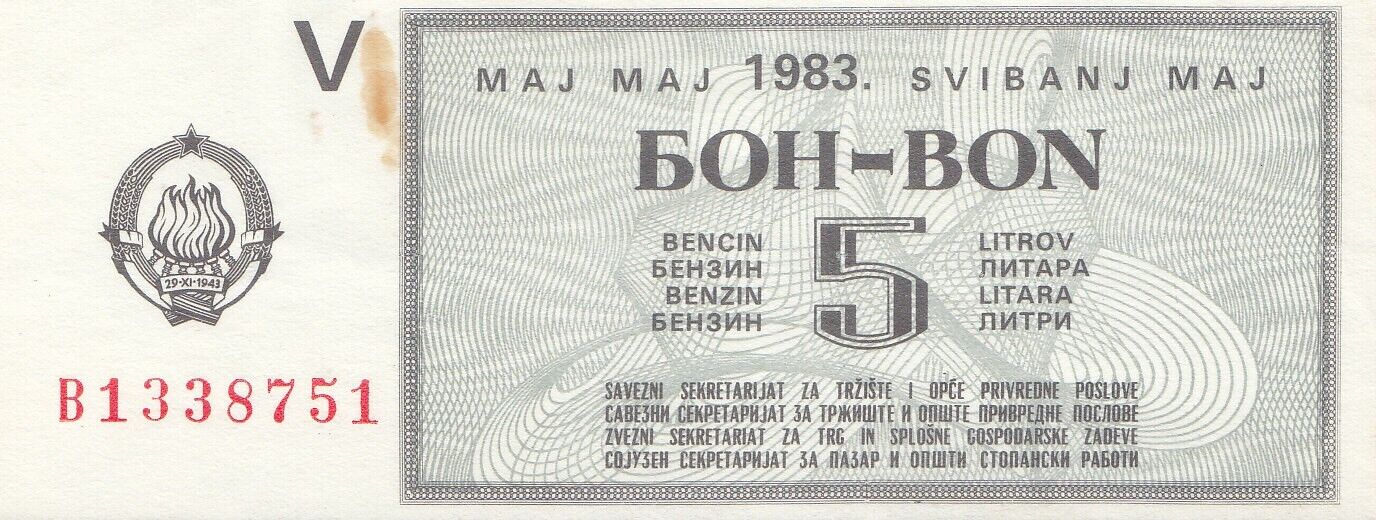 V
MAJ MAJ 1983. SVIBANJ MAJ
БОН-BON
BENCIN 5 LITROV
БЕНЗИН ЛИТАРА
BENZIN LITARA
БЕНЗИН ЛИТРИ
29·XI·1943
B1338751
SAVEZNI SEKRETARIJAT ZA TRŽIŠTE I OPĆE PRIVREDNE POSLOVE
САВЕЗНИ СЕКРЕТАРИЈАТ ЗА ТРЖИШТЕ И ОПШТЕ ПРИВРЕДНЕ ПОСЛОВЕ
ZVEZNI SEKRETARIAT ZA TRG IN SPLOŠNE GOSPODARSKE ZADEVE
СОЈУЗЕН СЕКРЕТАРИЈАТ ЗА ПАЗАР И ОПШТИ СТОПАНСКИ РАБОТИ